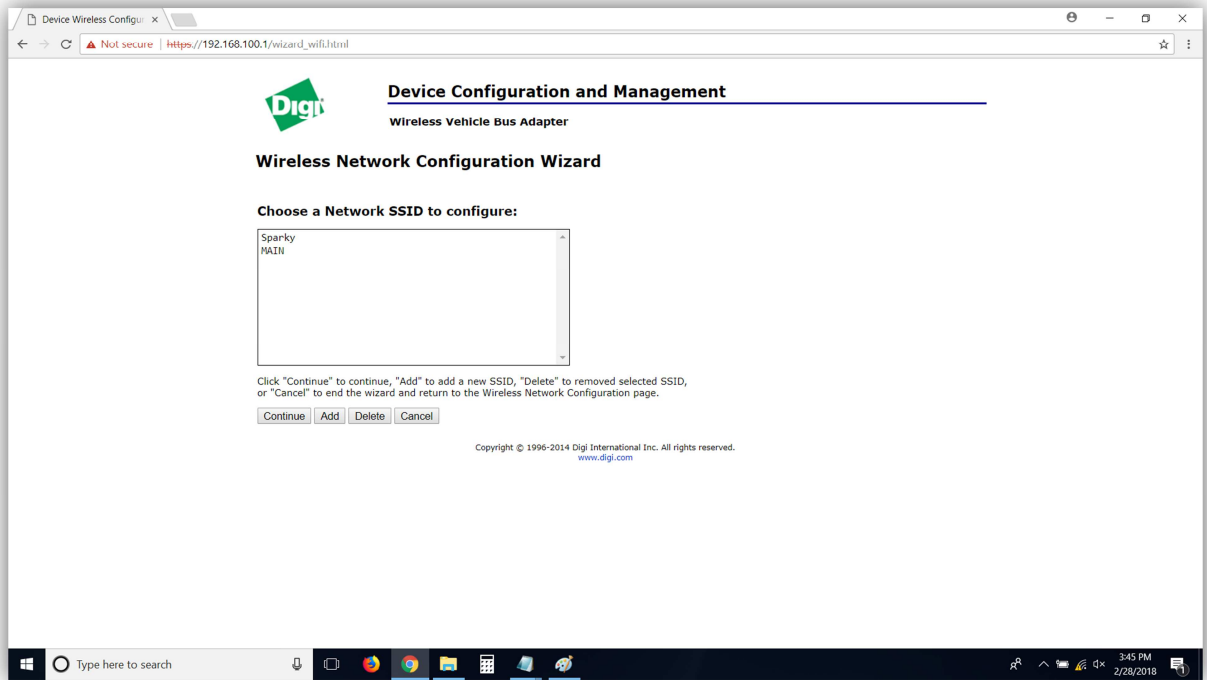 Device Wireless Configur
Not secure | https://192.168.100.1/wizard_wifi.html
Digi
Device Configuration and Management
Wireless Vehicle Bus Adapter
Wireless Network Configuration Wizard
Choose a Network SSID to configure:
Sparky
MAIN
Click "Continue" to continue, "Add" to add a new SSID, "Delete" to removed selected SSID,
or "Cancel" to end the wizard and return to the Wireless Network Configuration page.
Continue Add Delete Cancel
Copyright © 1996-2014 Digi International Inc. All rights reserved.
www.digi.com
Type here to search
3:45 PM
2/28/2018
1